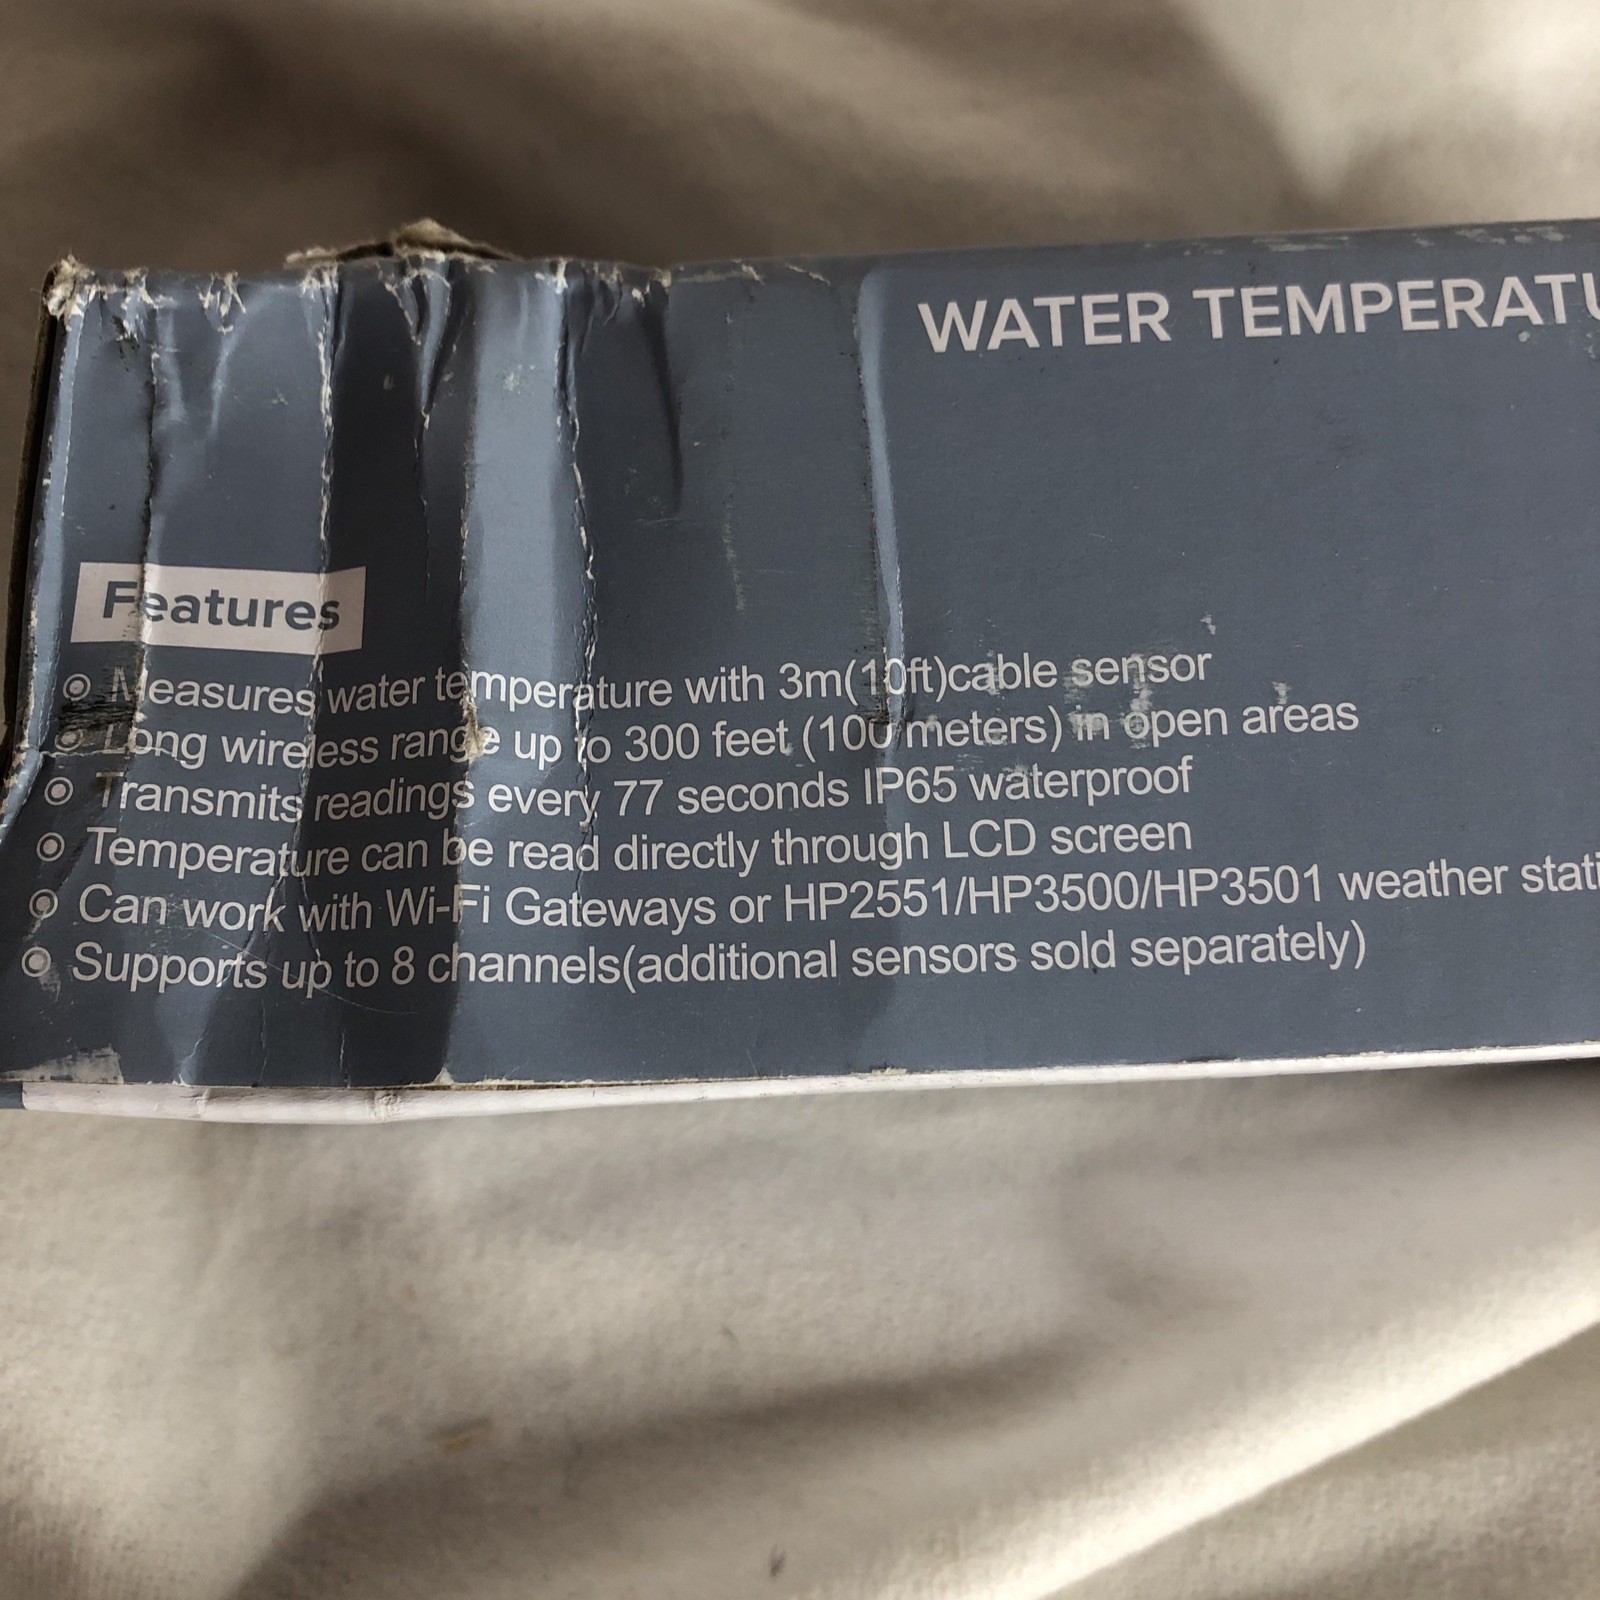 WATER TEMPERATU
Features
Measures water temperature with 3m(10ft)cable sensor
Long wireless range up to 300 feet (100 meters) in open areas
Transmits readings every 77 seconds IP65 waterproof
Temperature can be read directly through LCD screen
Can work with Wi-Fi Gateways or HP2551/HP3500/HP3501 weather stati
Supports up to 8 channels(additional sensors sold separately)